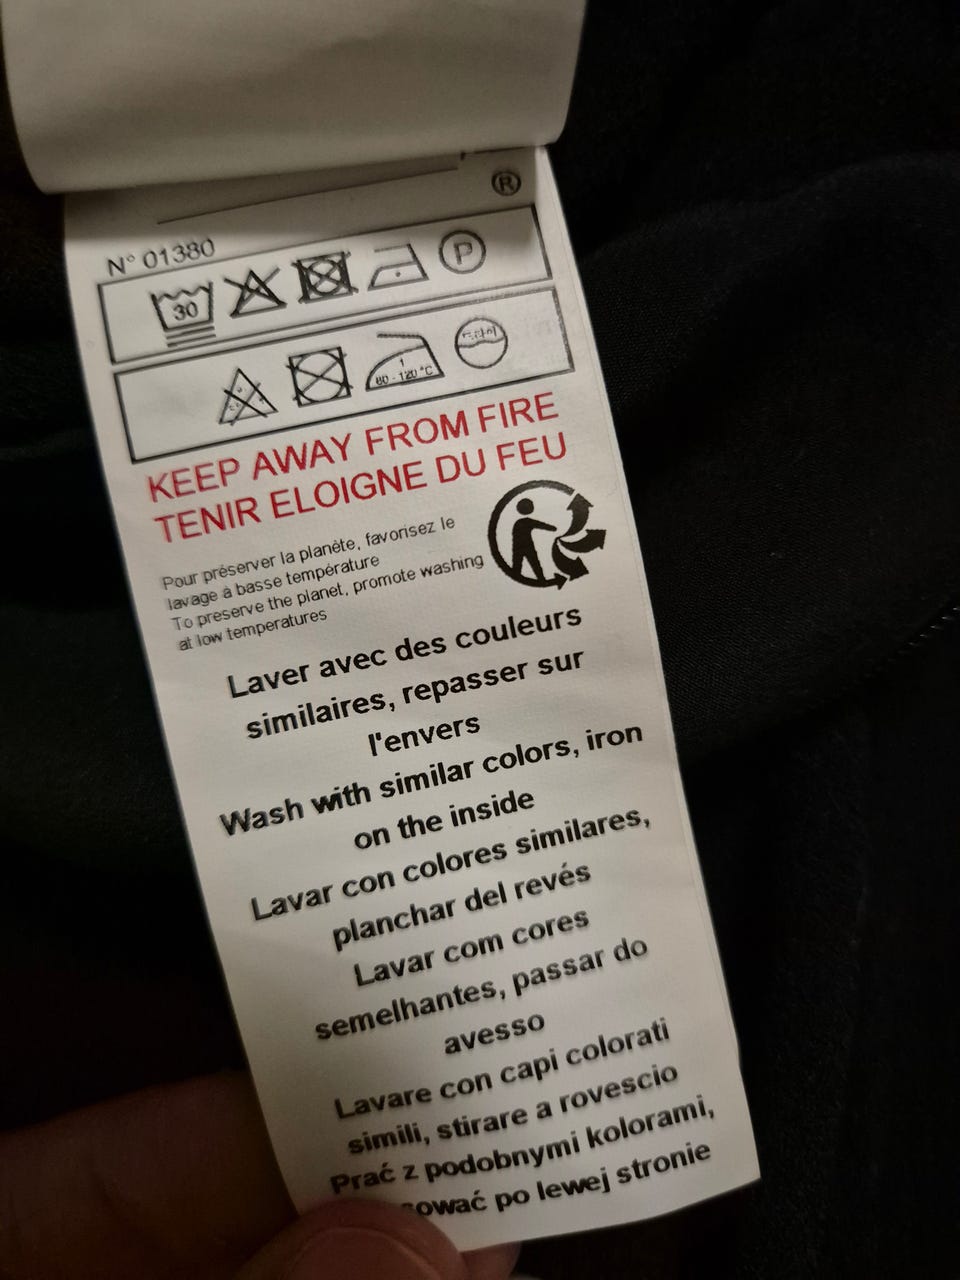 ®
N° 01380
30
P
80 - 120 °C
드라이
KEEP AWAY FROM FIRE
TENIR ELOIGNE DU FEU
Pour préserver la planète, favorisez le
lavage à basse température
To preserve the planet, promote washing
at low temperatures
Laver avec des couleurs
similaires, repasser sur
l'envers
Wash with similar colors, iron
on the inside
Lavar con colores similares,
planchar del revés
Lavar com cores
semelhantes, passar do
avesso
Lavare con capi colorati
simili, stirare a rovescio
Prać z podobnymi kolorami,
po lewej stronie